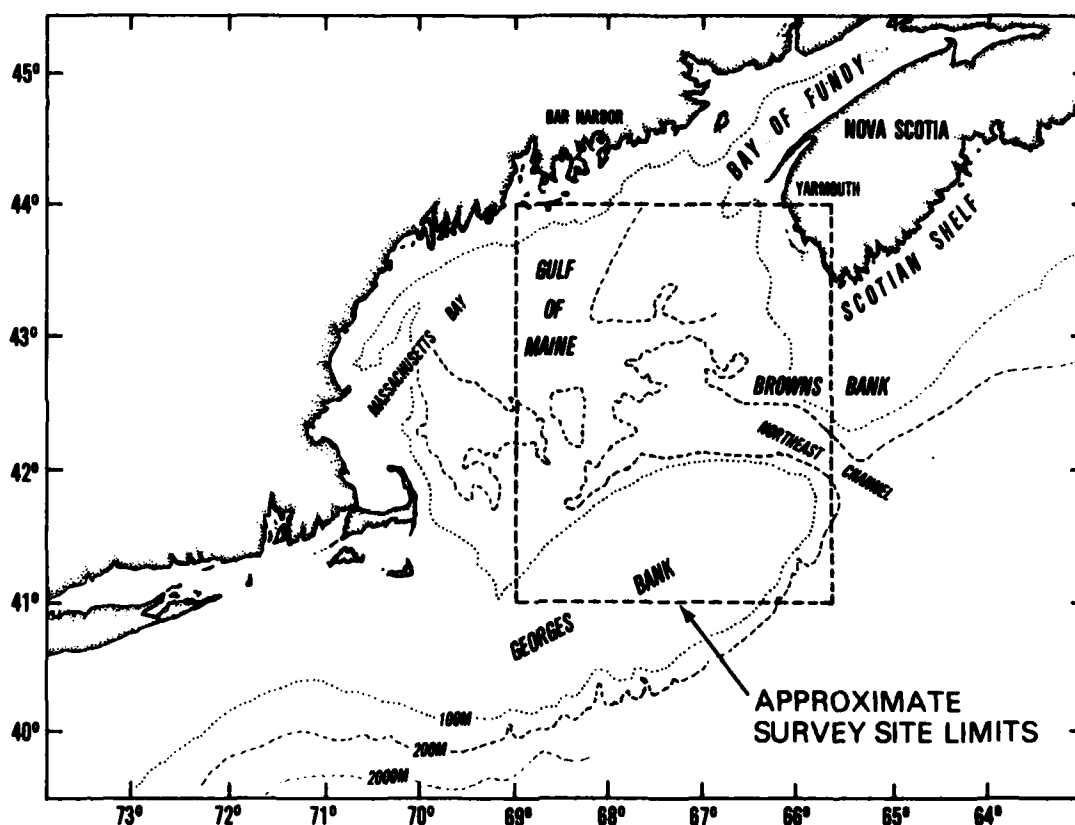 45°
44°
43°
42°
41°
40°
73°
72°
71°
70°
69°
68°
67°
66°
65°
64°
BAR HARBOR
BAY OF FUNDY
NOVA SCOTIA
YARMOUTH
SCOTIAN SHELF
GULF
OF
MAINE
MASSACHUSETTS BAY
BROWNS BANK
NORTHEAST CHANNEL
GEORGES BANK
100M
200M
2000M
APPROXIMATE
SURVEY SITE LIMITS